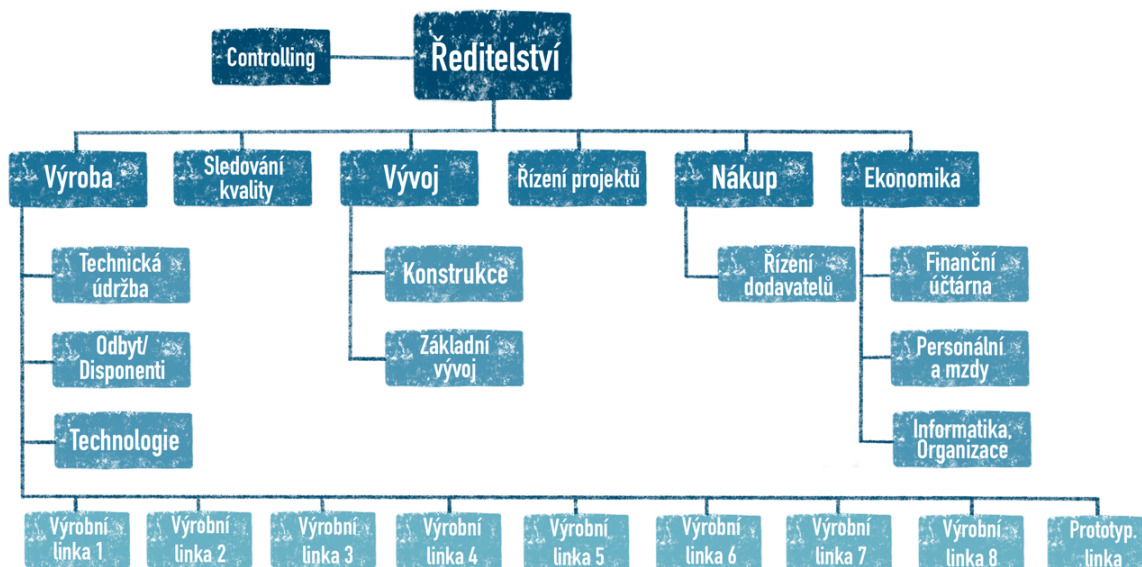 Controlling
Ředitelství
Výroba
Sledování
kvality
Vývoj
Řízení projektů
Nákup
Ekonomika
Technická
údržba
Odbyt/
Disponenti
Technologie
Konstrukce
Základní
vývoj
Řízení
dodavatelů
Finanční
účtárna
Personální
a mzdy
Informatika,
Organizace
Výrobní
linka 1
Výrobní
linka 2
Výrobní
linka 3
Výrobní
linka 4
Výrobní
linka 5
Výrobní
linka 6
Výrobní
linka 7
Výrobní
linka 8
Prototyp.
linka